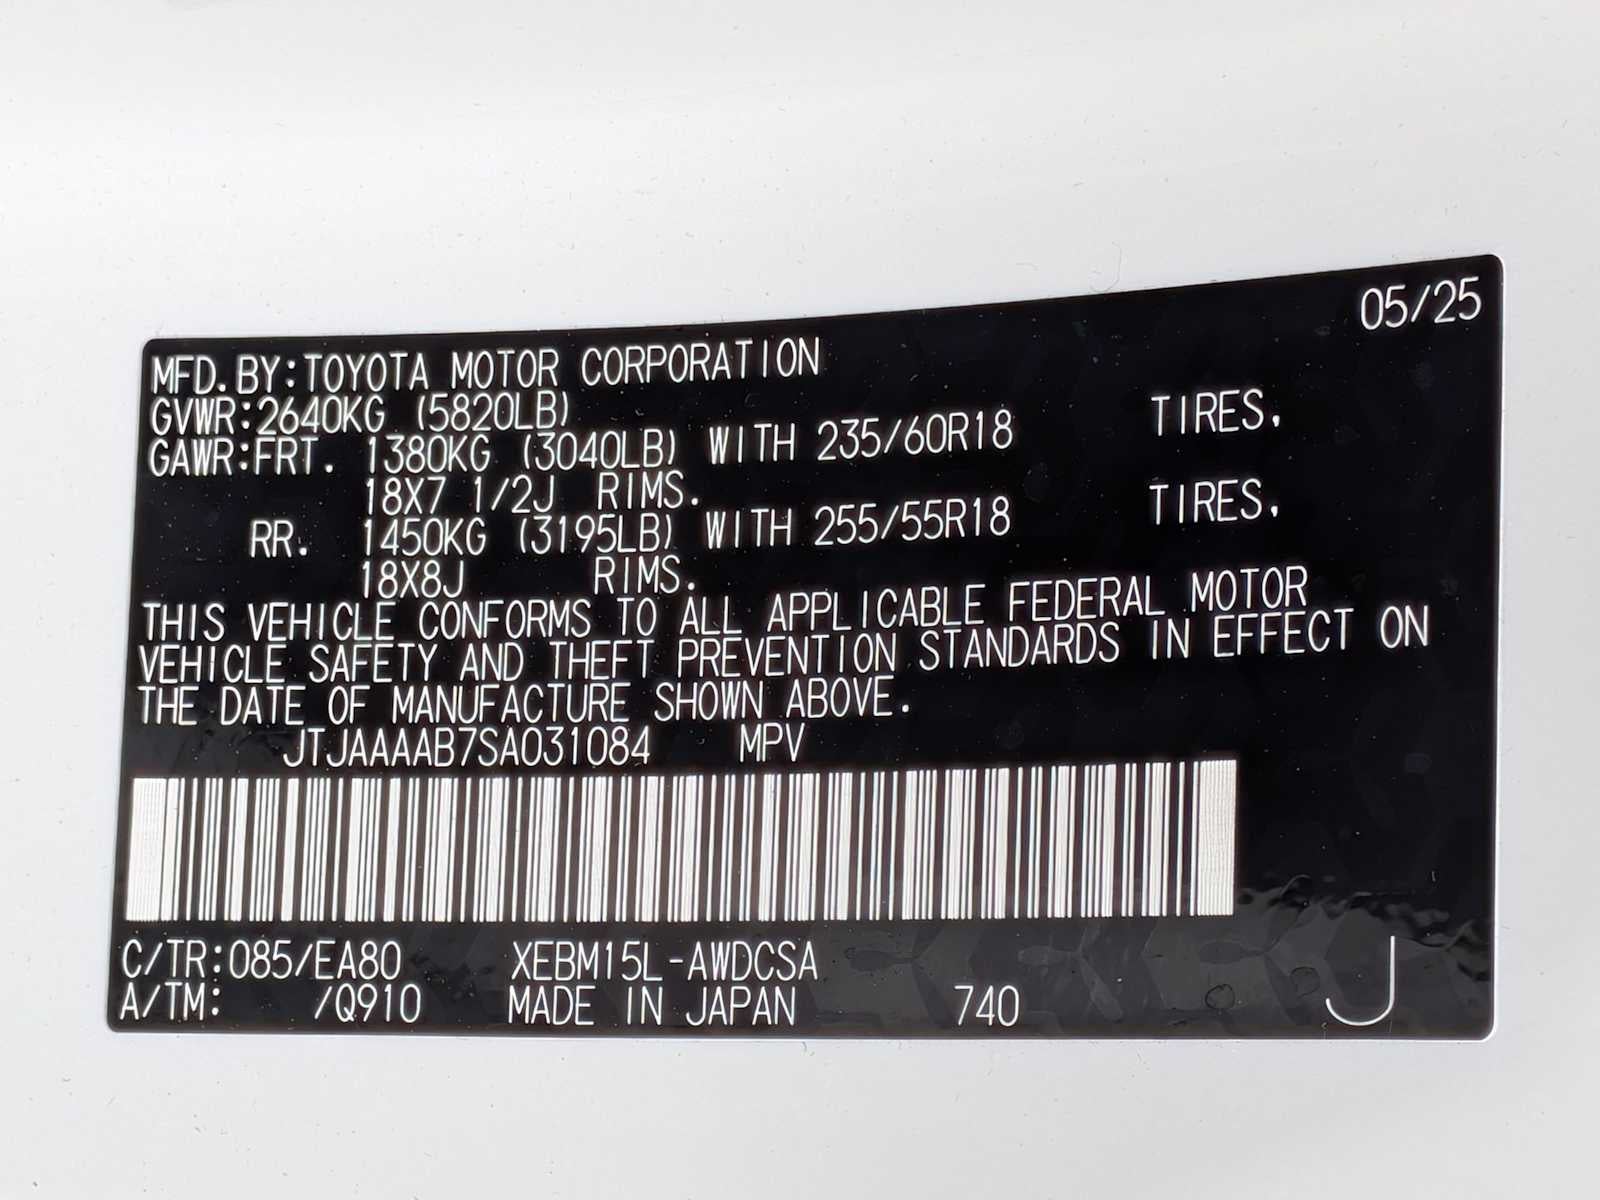 05/25
MFD.BY:TOYOTA MOTOR CORPORATION
GVWR:2640KG (5820LB)
GAWR:FRT. 1380KG (3040LB) WITH 235/60R18 TIRES,
18X7 1/2J RIMS.
RR. 1450KG (3195LB) WITH 255/55R18 TIRES,
18X8J RIMS.
THIS VEHICLE CONFORMS TO ALL APPLICABLE FEDERAL MOTOR
VEHICLE SAFETY AND THEFT PREVENTION STANDARDS IN EFFECT ON
THE DATE OF MANUFACTURE SHOWN ABOVE.
JTJAAAAB7SA031084 MPV
C/TR:085/EA80 XEBM15L-AWDCSA
A/TM: /Q910 MADE IN JAPAN 740 J